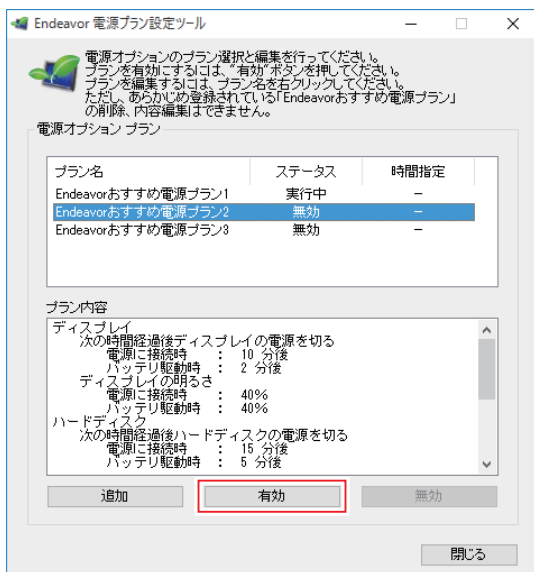 Endeavor 電源プラン設定ツール
電源オプションのプラン選択と編集を行ってください。
プランを有効にするには、“有効”ボタンを押してください。
プランを編集するには、プラン名を右クリックしてください。
ただし、あらかじめ登録されている「Endeavorおすすめ電源プラン」
の削除、内容編集はできません。
電源オプション プラン
プラン名 ステータス 時間指定
Endeavorおすすめ電源プラン1 実行中 −
Endeavorおすすめ電源プラン2 無効 −
Endeavorおすすめ電源プラン3 無効 −
プラン内容
ディスプレイ
次の時間経過後ディスプレイの電源を切る
電源に接続時 : 10 分後
バッテリ駆動時 : 2 分後
ディスプレイの明るさ
電源に接続時 : 40%
バッテリ駆動時 : 40%
ハードディスク
次の時間経過後ハードディスクの電源を切る
電源に接続時 : 15 分後
バッテリ駆動時 : 5 分後
追加 有効 無効
閉じる